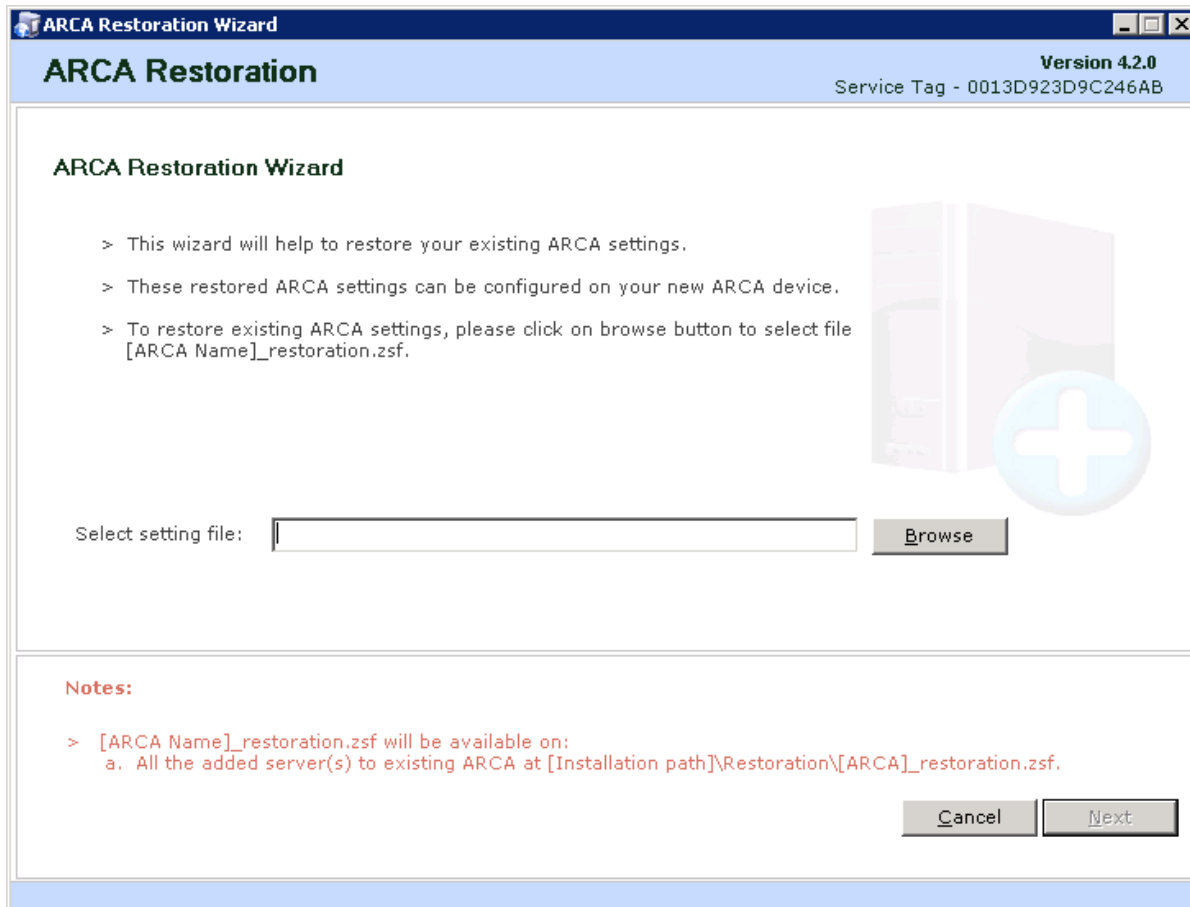 ARCA Restoration Wizard
ARCA Restoration
Version 4.2.0
Service Tag - 0013D923D9C246AB
ARCA Restoration Wizard
> This wizard will help to restore your existing ARCA settings.
> These restored ARCA settings can be configured on your new ARCA device.
> To restore existing ARCA settings, please click on browse button to select file
[ARCA Name]_restoration.zsf.
Select setting file:
Browse
Notes:
> [ARCA Name]_restoration.zsf will be available on:
a. All the added server(s) to existing ARCA at [Installation path]\Restoration\[ARCA]_restoration.zsf.
Cancel
Next